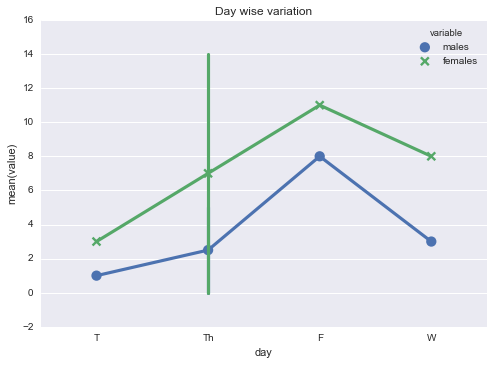 Day wise variation
variable
males
females
mean(value)
16
14
12
10
8
6
4
2
0
−2
T Th F W
day